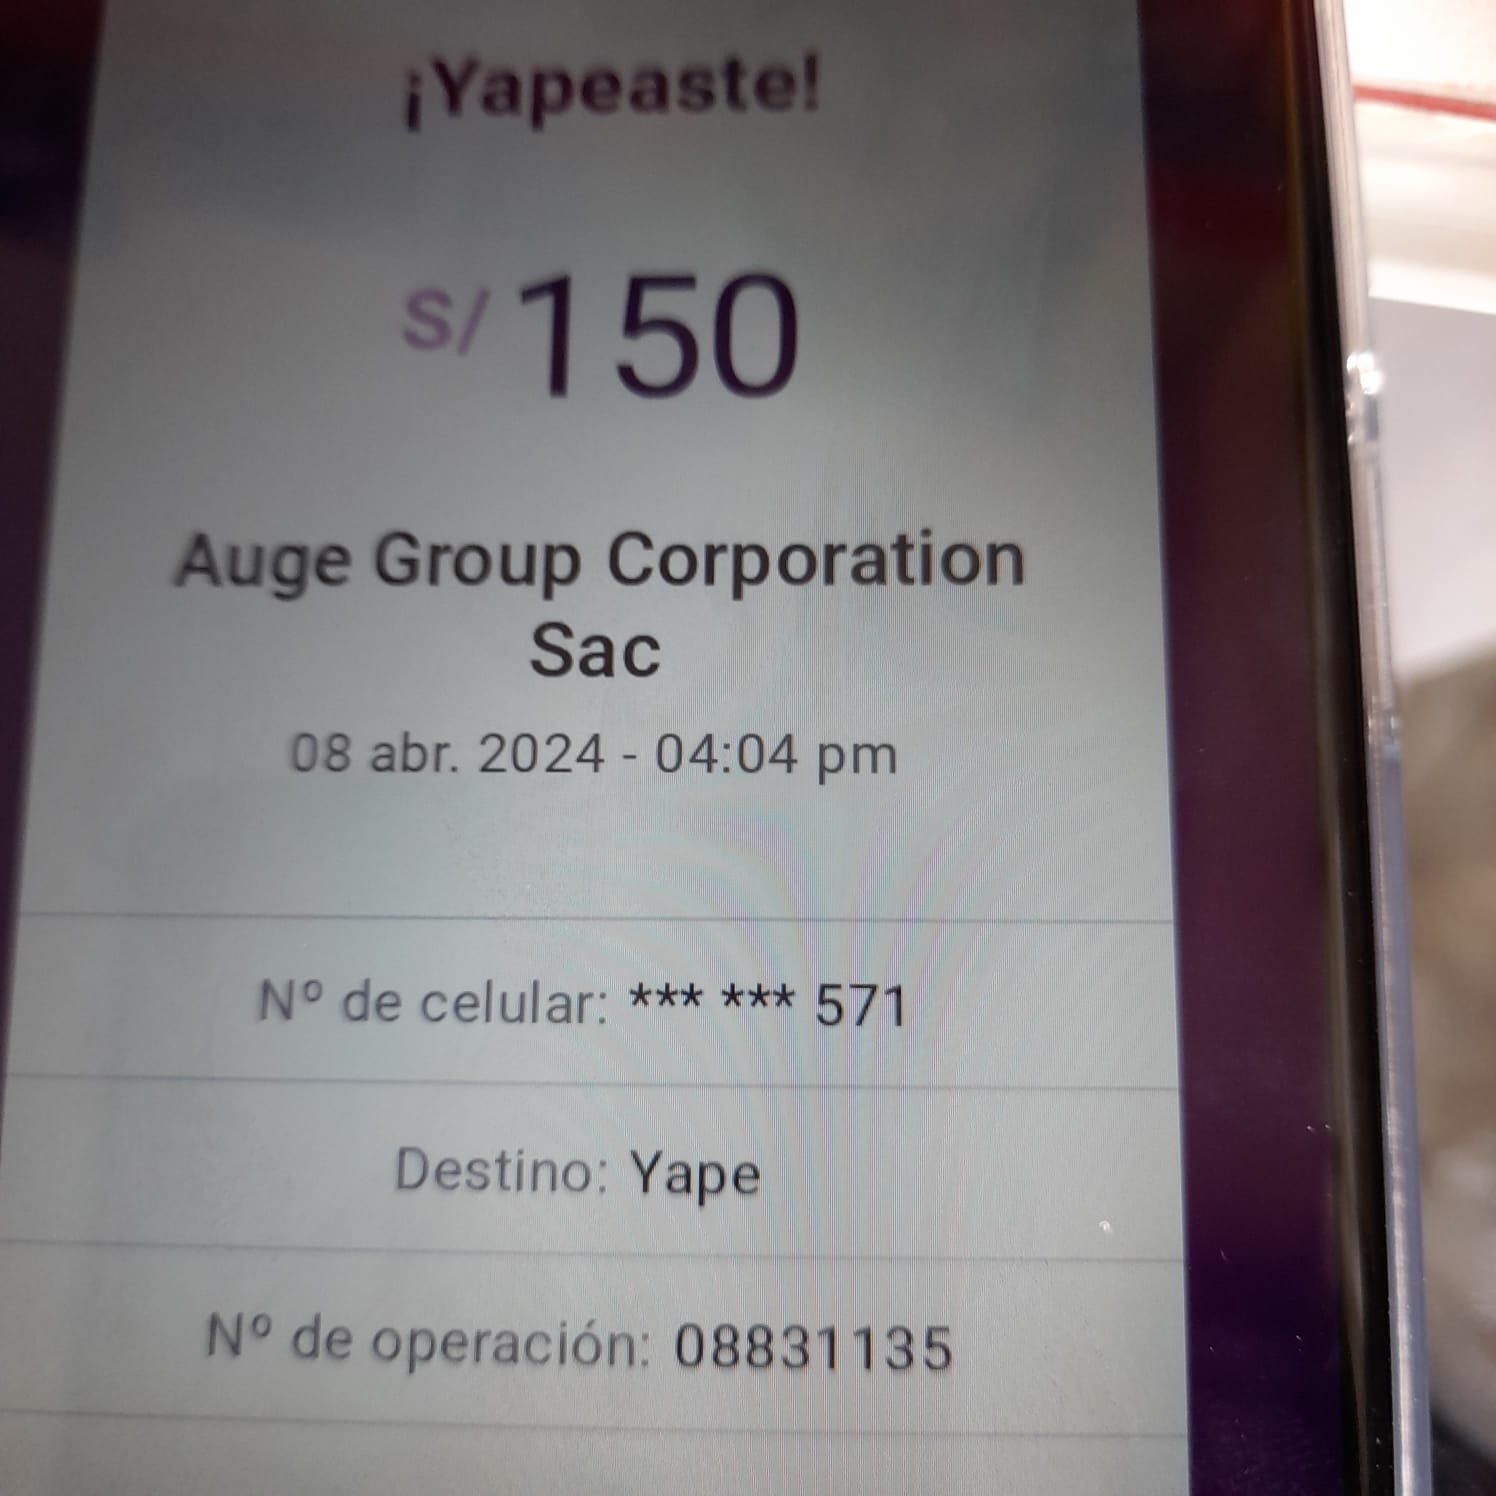 ¡Yapeaste!
S/ 150
Auge Group Corporation
Sac
08 abr. 2024 - 04:04 pm
Nº de celular: *** *** 571
Destino: Yape
Nº de operación: 08831135